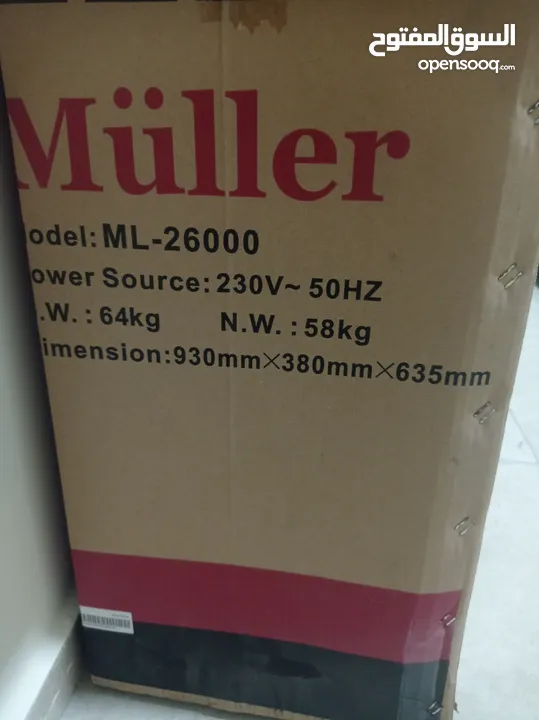 السوق المفتوح
opensooq.com
Müller
odel: ML-26000
ower Source: 230V~ 50HZ
.W. : 64kg N.W. : 58kg
imension: 930mm×380mm×635mm